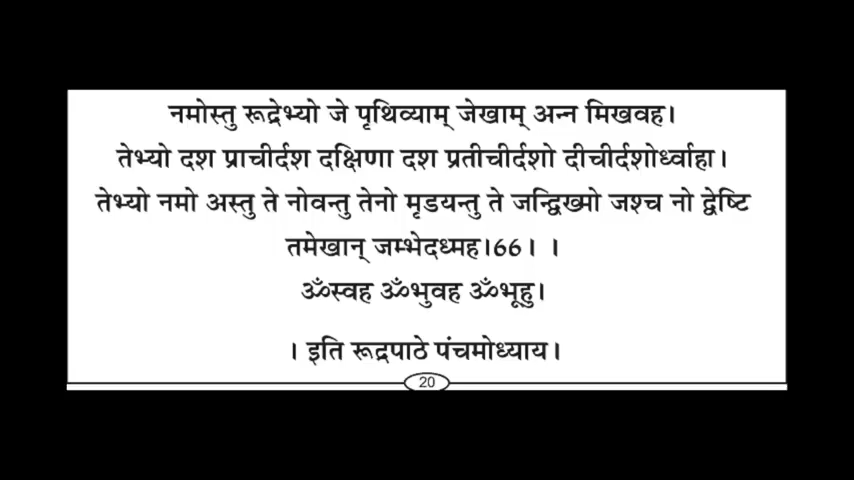 नमोस्तु रूद्रेभ्यो जे पृथिव्याम् जेखाम् अन्न मिखवह।
तेभ्यो दश प्राचीर्दश दक्षिणा दश प्रतीचीर्दशो दीचीर्दशोर्ध्वाहा।
तेभ्यो नमो अस्तु ते नोवन्तु तेनो मृडयन्तु ते जन्द्विख्मो जश्च नो द्वेष्टि
तमेखान् जम्भेदध्मह।66। ।
ॐस्वह ॐभुवह ॐभूहु।
। इति रूद्रपाठे पंचमोध्याय।
20